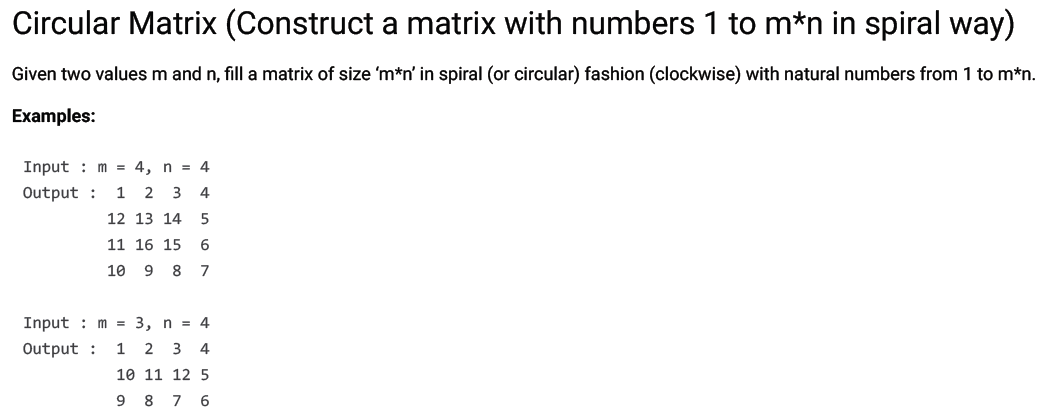 Circular Matrix (Construct a matrix with numbers 1 to m*n in spiral way)
Given two values m and n, fill a matrix of size ‘m*n’ in spiral (or circular) fashion (clockwise) with natural numbers from 1 to m*n.
Examples:
Input : m = 4, n = 4
Output : 1 2 3 4
12 13 14 5
11 16 15 6
10 9 8 7
Input : m = 3, n = 4
Output : 1 2 3 4
10 11 12 5
9 8 7 6